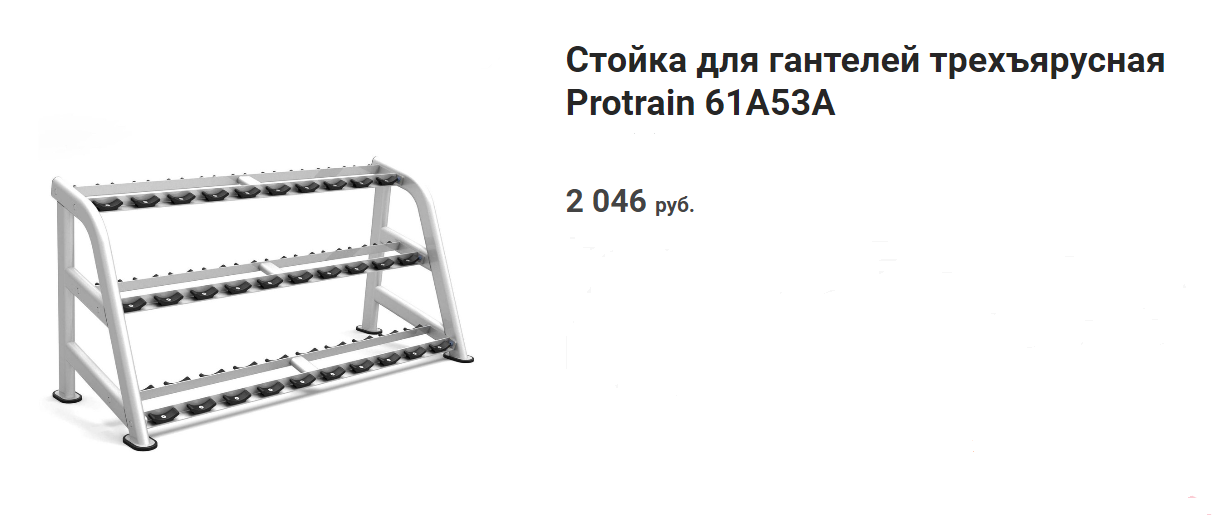 Стойка для гантелей трехъярусная
Protrain 61A53A
2 046 руб.